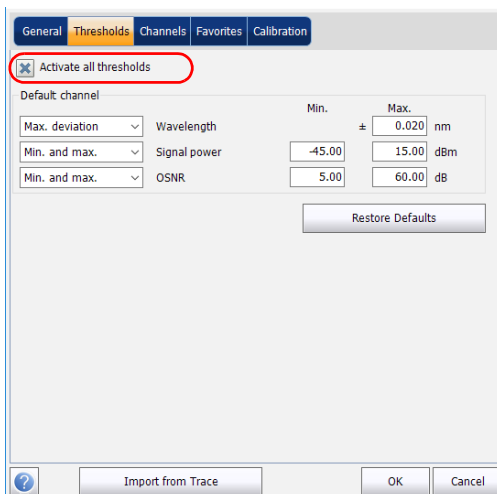 General Thresholds Channels Favorites Calibration
Activate all thresholds
Default channel
Min. Max.
Max. deviation Wavelength ± 0.020 nm
Min. and max. Signal power -45.00 15.00 dBm
Min. and max. OSNR 5.00 60.00 dB
Restore Defaults
? Import from Trace OK Cancel